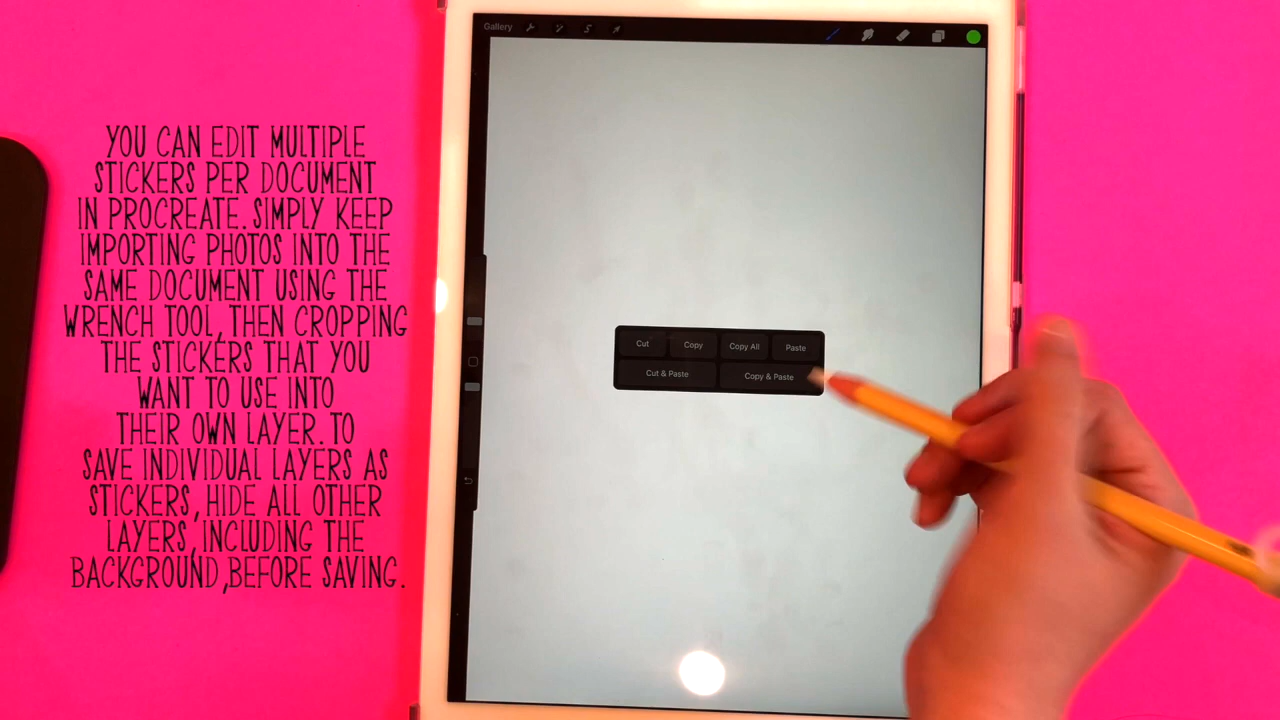 Gallery
YOU CAN EDIT MULTIPLE
STICKERS PER DOCUMENT
IN PROCREATE. SIMPLY KEEP
IMPORTING PHOTOS INTO THE
SAME DOCUMENT USING THE
WRENCH TOOL, THEN CROPPING
THE STICKERS THAT YOU
WANT TO USE INTO
THEIR OWN LAYER. TO
SAVE INDIVIDUAL LAYERS AS
STICKERS, HIDE ALL OTHER
LAYERS, INCLUDING THE
BACKGROUND, BEFORE SAVING.
Cut Copy Copy All Paste
Cut & Paste Copy & Paste